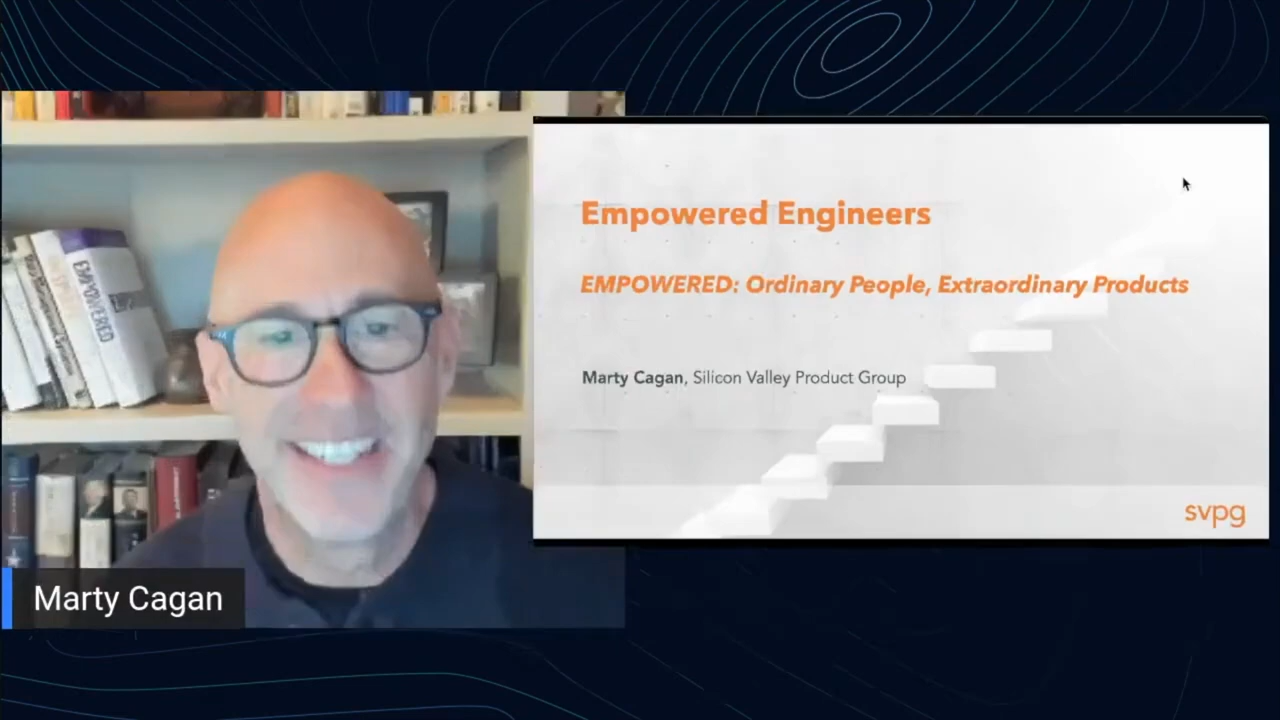 EMPOWERED
Empowered Engineers
EMPOWERED: Ordinary People, Extraordinary Products
Marty Cagan, Silicon Valley Product Group
svpg
Marty Cagan